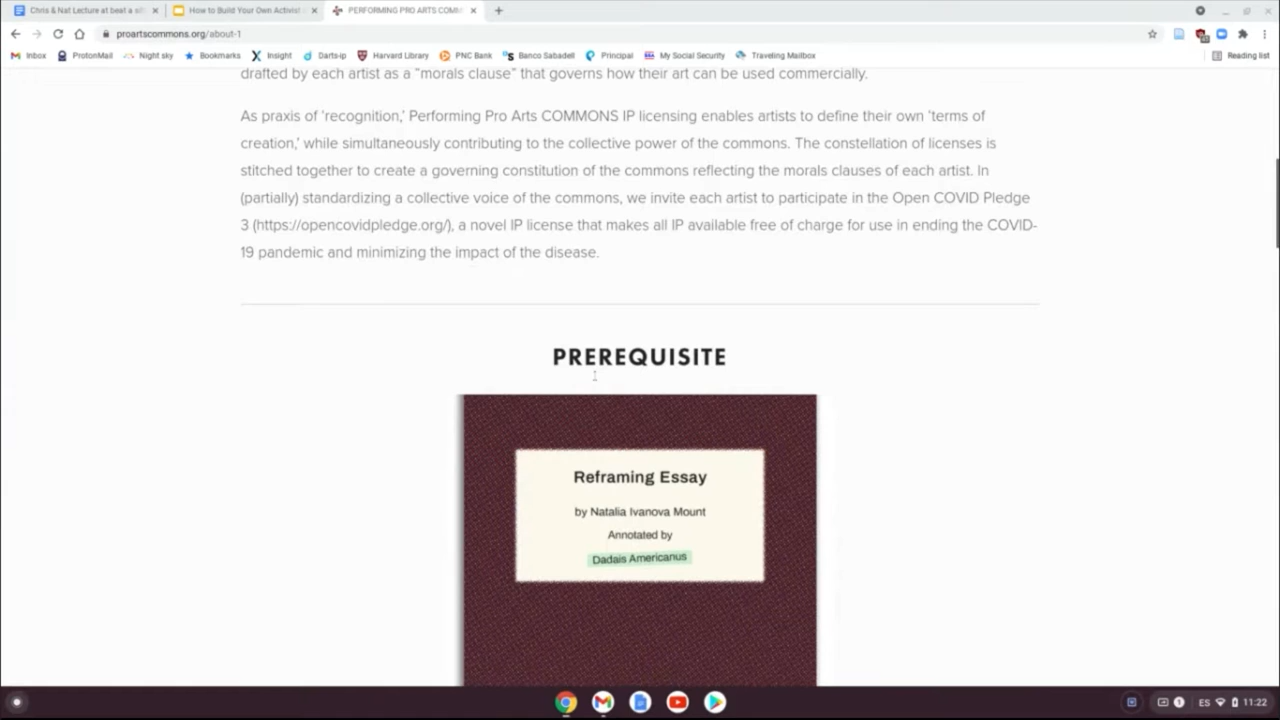 Chris & Nat Lecture at beat a sit
How to Build Your Own Activist
PERFORMING PRO ARTS COMM
proartscommons.org/about-1
Inbox ProtonMail Night sky Bookmarks Insight Darts-ip Harvard Library PNC Bank Banco Sabadell Principal My Social Security Traveling Mailbox Reading list
drafted by each artist as a "morals clause" that governs how their art can be used commercially.
As praxis of 'recognition,' Performing Pro Arts COMMONS IP licensing enables artists to define their own 'terms of
creation,' while simultaneously contributing to the collective power of the commons. The constellation of licenses is
stitched together to create a governing constitution of the commons reflecting the morals clauses of each artist. In
(partially) standardizing a collective voice of the commons, we invite each artist to participate in the Open COVID Pledge
3 (https://opencovidpledge.org/), a novel IP license that makes all IP available free of charge for use in ending the COVID-
19 pandemic and minimizing the impact of the disease.
PREREQUISITE
Reframing Essay
by Natalia Ivanova Mount
Annotated by
Dadais Americanus
ES 11:22